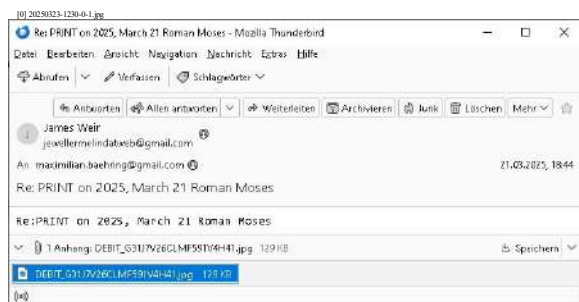 [0] 20250323-1230-0-1.jpg
Re: PRINT on 2025, March 21 Roman Moses - Mozilla Thunderbird
Datei Bearbeiten Ansicht Navigation Nachricht Extras Hilfe
Abrufen Verfassen Schlagwörter
Antworten Allen antworten Weiterleiten Archivieren Junk Löschen Mehr
James Weir
jewellermelindatweb@gmail.com
An maximilian.baehring@gmail.com 21.03.2025, 18:44
Re: PRINT on 2025, March 21 Roman Moses
Re:PRINT on 2025, March 21 Roman Moses
1 Anhang: DEBIT_G31J7V26CLMF591V4H41.jpg 129 KB Speichern
DEBIT_G31J7V26CLMF591V4H41.jpg 129 KB